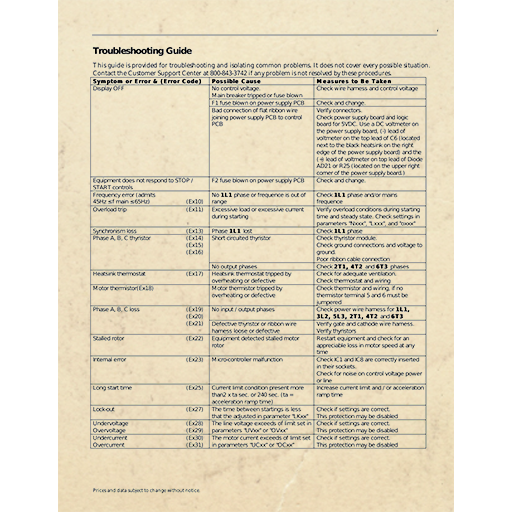 Troubleshooting Guide
This guide is provided for troubleshooting and isolating common problems. It does not cover every possible situation.
Contact the Customer Support Center at 800-843-3742 if any problem is not resolved by these procedures.
Symptom or Error & (Error Code) Possible Cause Measures to Be Taken
Display OFF No control voltage. Check wire harness and control voltage
Main breaker tripped or fuse blown
F1 fuse blown on power supply PCB Check and change.
Bad connection of flat ribbon wire Verify connectors.
joining power supply PCB to control Check power supply board and logic
PCB board for 5VDC. Use a DC voltmeter on
the power supply board, (-) lead of
voltmeter on top lead of C6 (located
next to the black heatsink on the right
edge of the power supply board) and the
(+) lead of voltmeter on top lead of Diode
AD21 or R25 (located on the upper right
corner of the power supply board.)
Equipment does not respond to STOP / F2 fuse blown on power supply PCB Check and change.
START controls
Frequency error (admits No 1L1 phase or frequency is out of Check 1L1 phase and/or mains
45Hz ≤f main ≤65Hz) (Ex10) range frequency
Overload trip (Ex11) Excessive load or excessive current Verify overload conditions during starting
during starting time and steady state. Check settings in
parameters "Nxxx", "Lxxx", and "oxxx"
Synchronism loss (Ex13) Phase 1L1 lost Check 1L1 phase
Phase A, B, C thyristor (Ex14) Short circuited thyristor Check thyristor module.
(Ex15) Check ground connections and voltage to
(Ex16) ground.
Poor ribbon cable connection
No output phases Check 2T1, 4T2 and 6T3 phases
Heatsink thermostat (Ex17) Heatsink thermostat tripped by Check for adequate ventilation.
overheating or defective Check thermostat and wiring
Motor thermistor(Ex18) Motor thermistor tripped by Check thermistor and wiring, if no
overheating or defective thermistor terminal 5 and 6 must be
jumpered
Phase A, B, C loss (Ex19) No input / output phases Check power wire harness for 1L1,
(Ex20) 3L2, 5L3, 2T1, 4T2 and 6T3
(Ex21) Defective thyristor or ribbon wire Verify gate and cathode wire harness.
harness loose or defective Verify thyristors
Stalled rotor (Ex22) Equipment detected stalled motor Restart equipment and check for an
rotor appreciable loss in motor speed at any
time
Internal error (Ex23) Micro-controller malfunction Check IC1 and IC8 are correctly inserted
in their sockets.
Check for noise on control voltage power
or line
Long start time (Ex25) Current limit condition present more Increase current limit and / or acceleration
than2 x ta sec. or 240 sec. (ta = ramp time
acceleration ramp time)
Lock-out (Ex27) The time between startings is less Check if settings are correct.
that the adjusted in parameter "LKxx" This protection may be disabled
Undervoltage (Ex28) The line voltage exceeds of limit set in Check if settings are correct.
Overvoltage (Ex29) parameters "UVxx" or "OVxx" This protection may be disabled
Undercurrent (Ex30) The motor current exceeds of limit set Check if settings are correct.
Overcurrent (Ex31) in parameters "UCxx" or "OCxx" This protection may be disabled
Prices and data subject to change without notice.